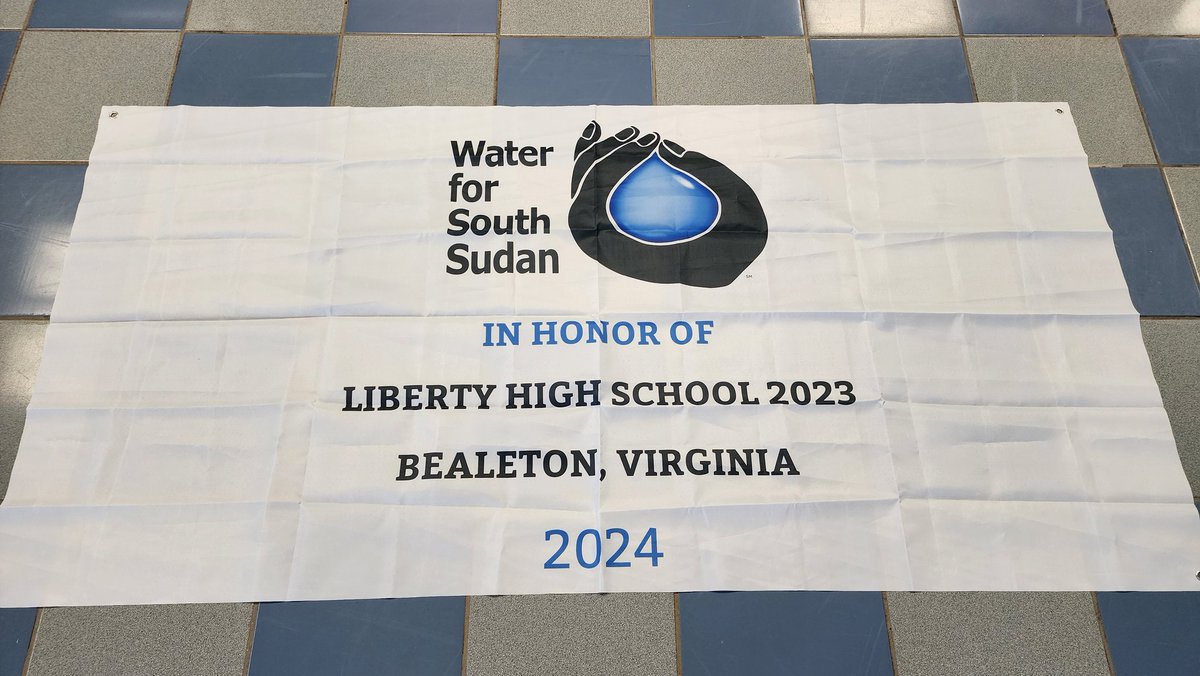 Water
for
South
Sudan
SM
IN HONOR OF
LIBERTY HIGH SCHOOL 2023
BEALETON, VIRGINIA
2024